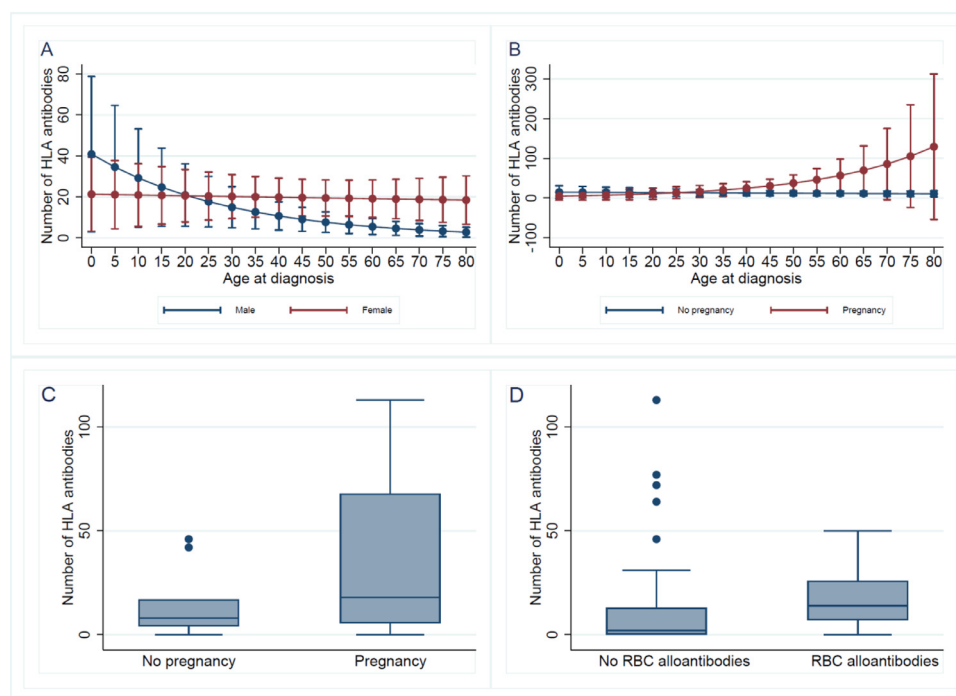 A
Number of HLA antibodies
80
60
40
20
0
0 5 10 15 20 25 30 35 40 45 50 55 60 65 70 75 80
Age at diagnosis
Male Female
B
Number of HLA antibodies
300
200
100
0
-100
0 5 10 15 20 25 30 35 40 45 50 55 60 65 70 75 80
Age at diagnosis
No pregnancy Pregnancy
C
Number of HLA antibodies
100
50
0
No pregnancy Pregnancy
D
Number of HLA antibodies
100
50
0
No RBC alloantibodies RBC alloantibodies